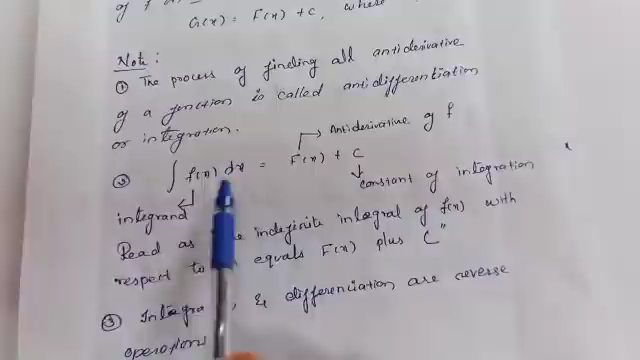 of f
G(x) = F(x) + C, where
Note:
① The process of finding all antiderivative
of a function is called antidifferentiation
or integration.
Antiderivative of f
② ∫ f(x) dx = F(x) + C
constant of integration
integrand
Read as indefinite integral of f(x) with
respect to equals F(x) plus C"
③ & differenciation are reverse
operations